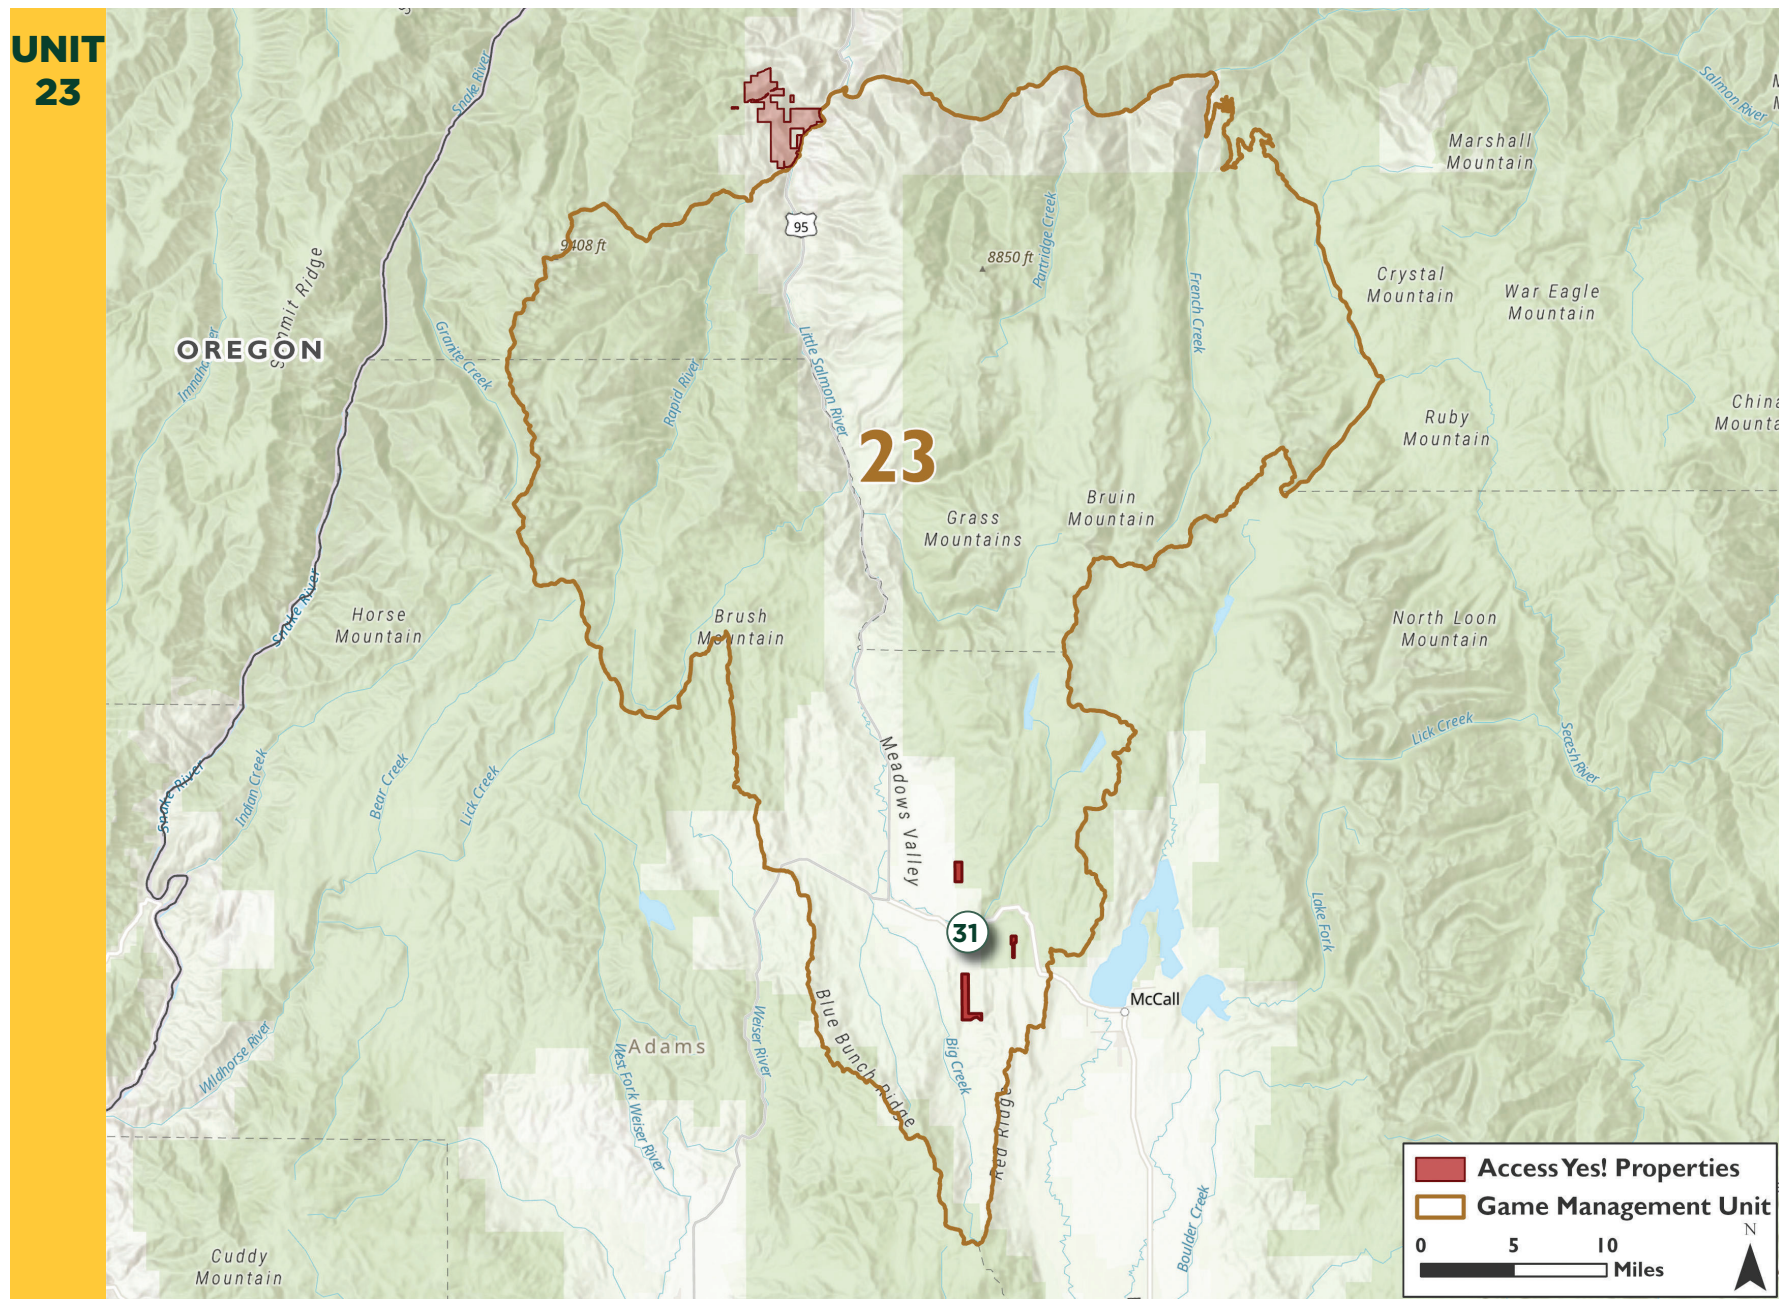 UNIT
23
Snake River
Salmon River
Marshall
Mountain
95
9408 ft
8850 ft
Partridge Creek
Summit Ridge
Crystal
Mountain
War Eagle
Mountain
French Creek
OREGON
Imnaha River
Granite Creek
Rapid River
Little Salmon River
23
Ruby
Mountain
China
Bruin
Mountain
Grass
Mountains
Snake River
Horse
Mountain
Brush
Mountain
North Loon
Mountain
Lick Creek
Secesh River
Snake River
Indian Creek
Bear Creek
Lick Creek
Meadows Valley
31
Lake Fork
McCall
Wildhorse River
Adams
West Fork Weiser River
Weiser River
Blue Bunch Ridge
Big Creek
Red Ridge
Boulder Creek
Cuddy
Mountain
Access Yes! Properties
Game Management Unit
N
0 5 10
Miles